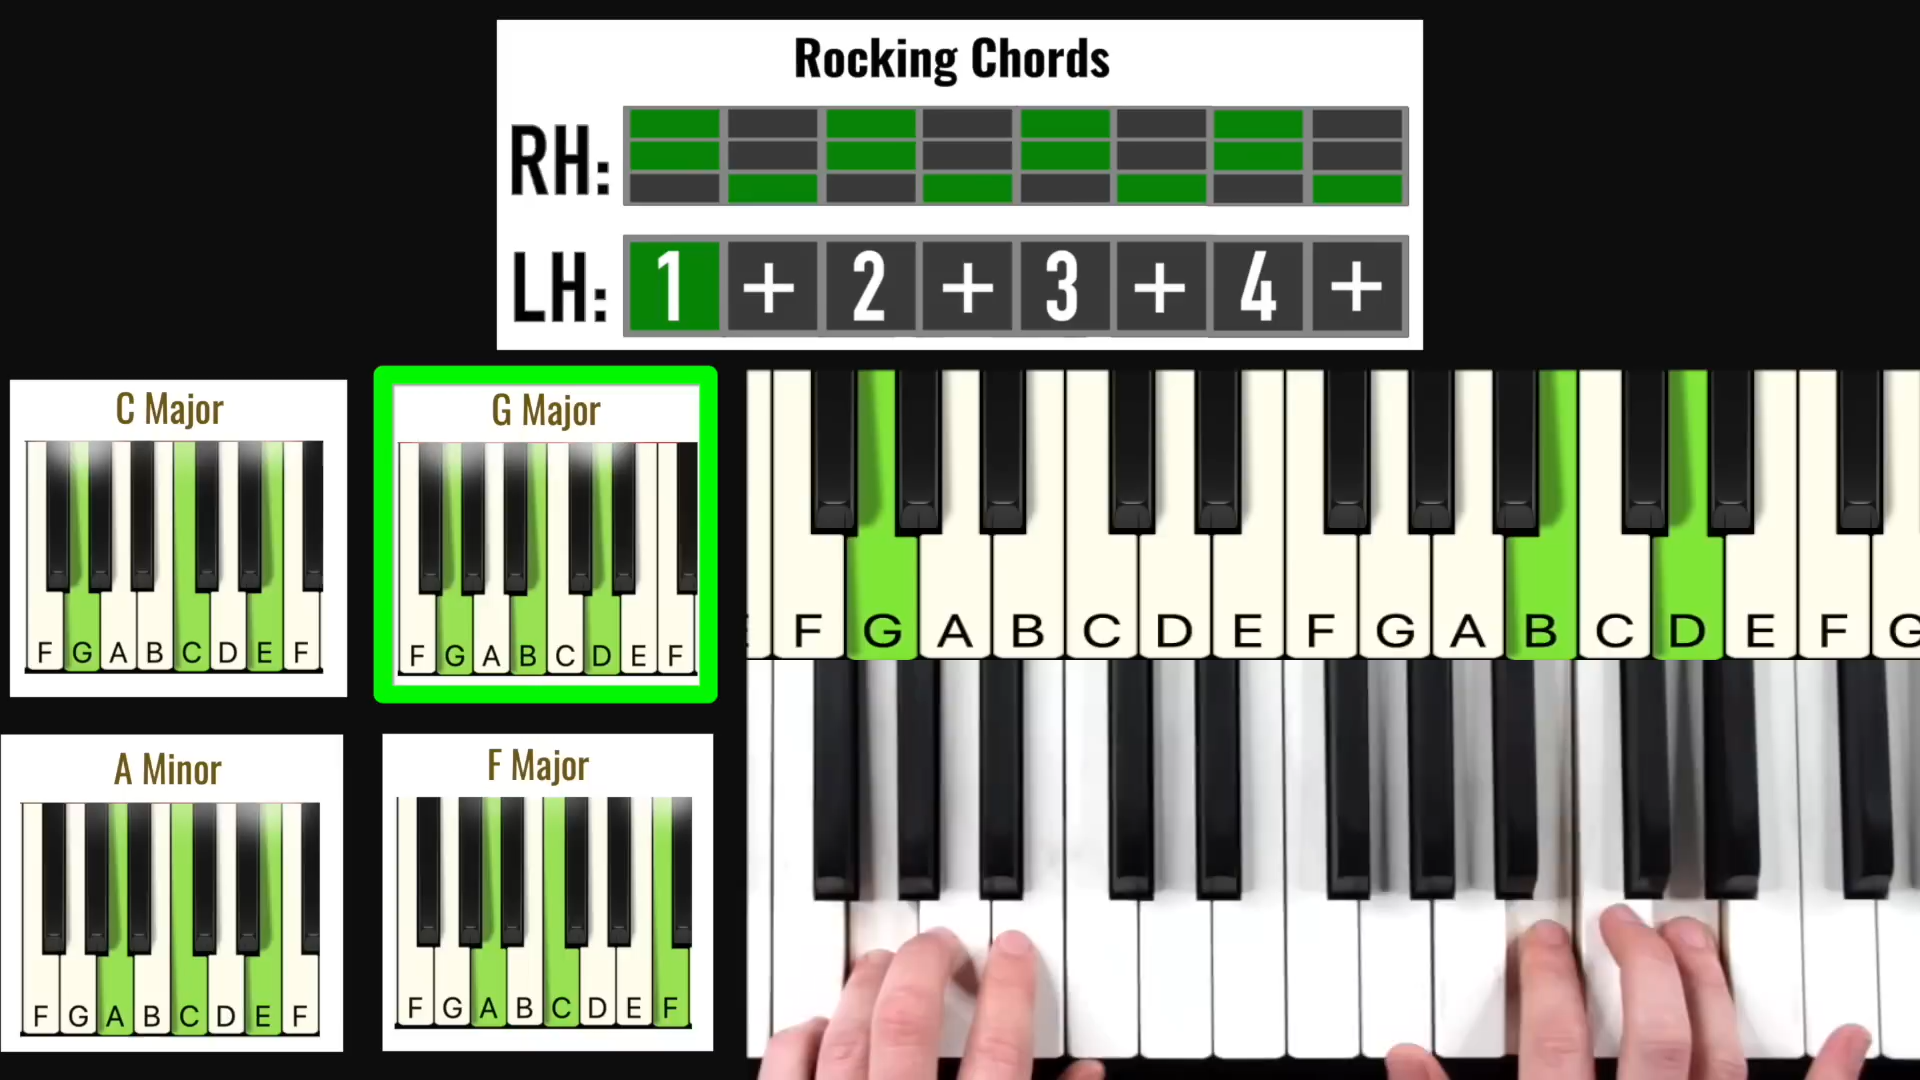 Rocking Chords
RH:
LH: 1 + 2 + 3 + 4 +
C Major
F G A B C D E F
G Major
F G A B C D E F
A Minor
F G A B C D E F
F Major
F G A B C D E F
F G A B C D E F G A B C D E F G